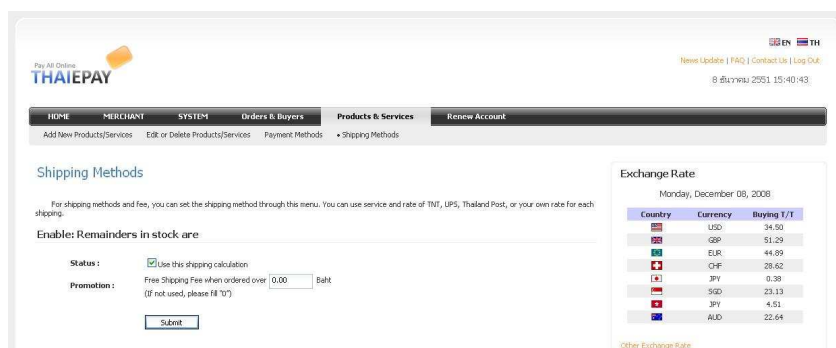 EN TH
News Update | FAQ | Contact Us | Log Out
Pay All Online
THAIEPAY
8 ธันวาคม 2551 15:40:43
HOME MERCHANT SYSTEM Orders & Buyers Products & Services Renew Account
Add New Products/Services Edit or Delete Products/Services Payment Methods • Shipping Methods
Shipping Methods
For shipping methods and fee, you can set the shipping method through this menu. You can use service and rate of TNT, UPS, Thailand Post, or your own rate for each
shipping.
Enable: Remainders in stock are
Status : Use this shipping calculation
Promotion : Free Shipping Fee when ordered over 0.00 Baht
(If not used, please fill "0")
Submit
Exchange Rate
Monday, December 08, 2008
Country Currency Buying T/T
USD 34.50
GBP 51.29
EUR 44.89
CHF 28.62
JPY 0.38
SGD 23.13
JPY 4.51
AUD 22.64
Other Exchange Rate